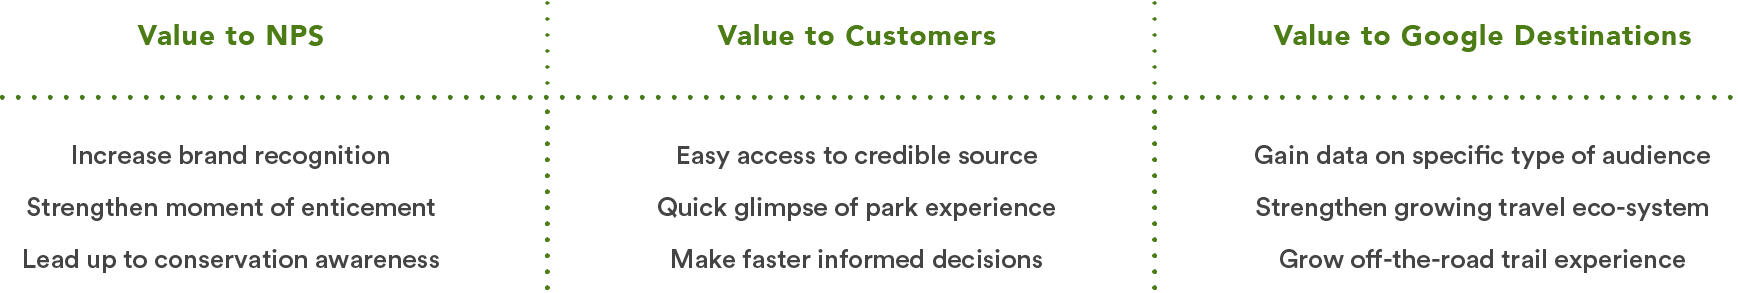 Value to NPS
Value to Customers
Value to Google Destinations
Increase brand recognition
Easy access to credible source
Gain data on specific type of audience
Strengthen moment of enticement
Quick glimpse of park experience
Strengthen growing travel eco-system
Lead up to conservation awareness
Make faster informed decisions
Grow off-the-road trail experience